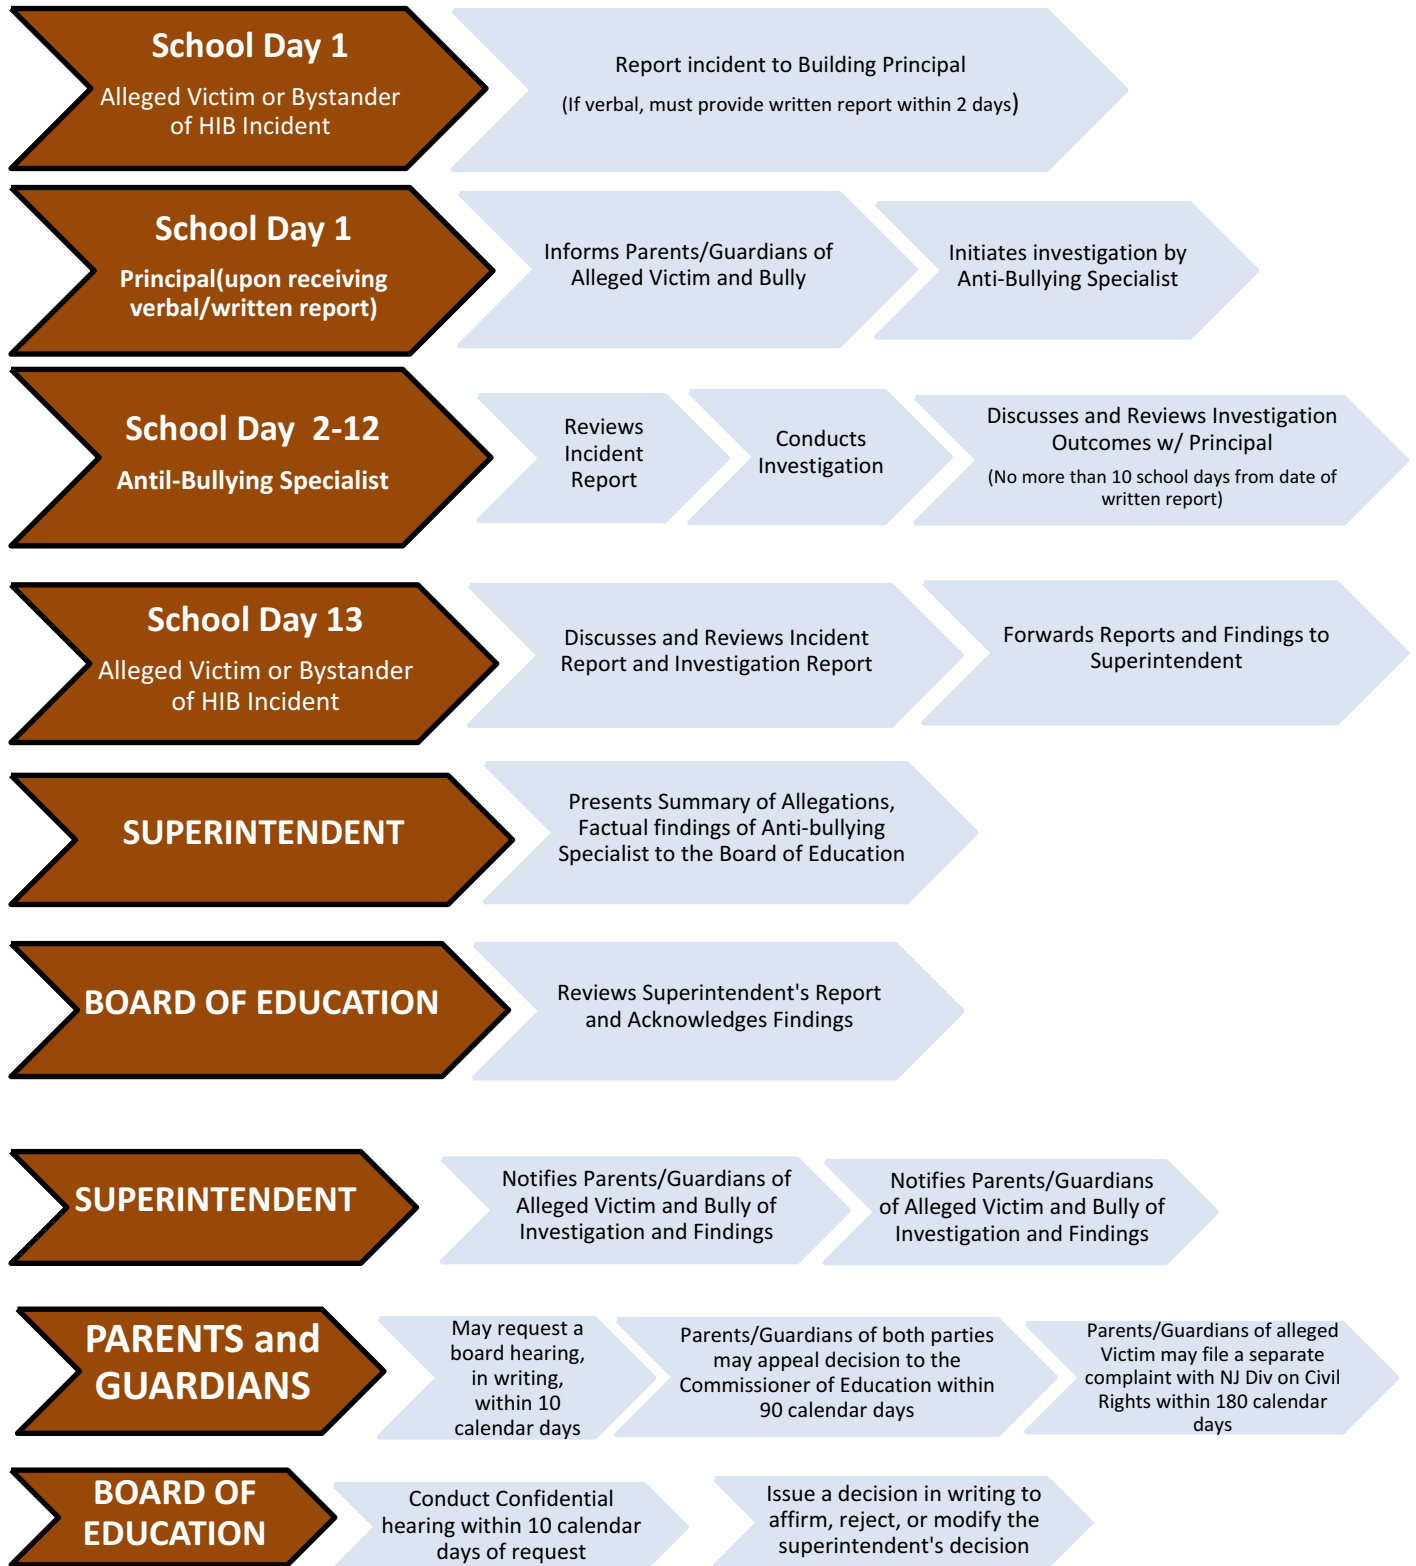 School Day 1
Alleged Victim or Bystander
of HIB Incident
Report incident to Building Principal
(If verbal, must provide written report within 2 days)
School Day 1
Principal(upon receiving
verbal/written report)
Informs Parents/Guardians of
Alleged Victim and Bully
Initiates investigation by
Anti-Bullying Specialist
School Day 2-12
Antil-Bullying Specialist
Reviews
Incident
Report
Conducts
Investigation
Discusses and Reviews Investigation
Outcomes w/ Principal
(No more than 10 school days from date of
written report)
School Day 13
Alleged Victim or Bystander
of HIB Incident
Discusses and Reviews Incident
Report and Investigation Report
Forwards Reports and Findings to
Superintendent
SUPERINTENDENT
Presents Summary of Allegations,
Factual findings of Anti-bullying
Specialist to the Board of Education
BOARD OF EDUCATION
Reviews Superintendent's Report
and Acknowledges Findings
SUPERINTENDENT
Notifies Parents/Guardians of
Alleged Victim and Bully of
Investigation and Findings
Notifies Parents/Guardians
of Alleged Victim and Bully of
Investigation and Findings
PARENTS and
GUARDIANS
May request a
board hearing,
in writing,
within 10
calendar days
Parents/Guardians of both parties
may appeal decision to the
Commissioner of Education within
90 calendar days
Parents/Guardians of alleged
Victim may file a separate
complaint with NJ Div on Civil
Rights within 180 calendar
days
BOARD OF
EDUCATION
Conduct Confidential
hearing within 10 calendar
days of request
Issue a decision in writing to
affirm, reject, or modify the
superintendent's decision